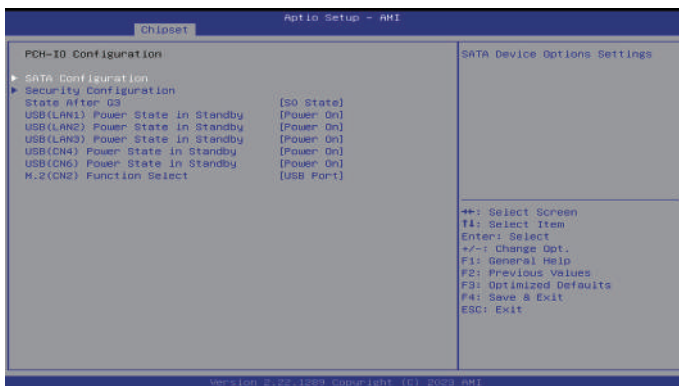 Aptio Setup – AMI
Chipset
PCH-IO Configuration
▶ SATA Configuration
▶ Security Configuration
State After G3 [S0 State]
USB(LAN1) Power State in Standby [Power On]
USB(LAN2) Power State in Standby [Power On]
USB(LAN3) Power State in Standby [Power On]
USB(CN4) Power State in Standby [Power On]
USB(CN6) Power State in Standby [Power On]
M.2(CN2) Function Select [USB Port]
SATA Device Options Settings
→←: Select Screen
↑↓: Select Item
Enter: Select
+/-: Change Opt.
F1: General Help
F2: Previous Values
F3: Optimized Defaults
F4: Save & Exit
ESC: Exit
Version 2.22.1289 Copyright (C) 2023 AMI